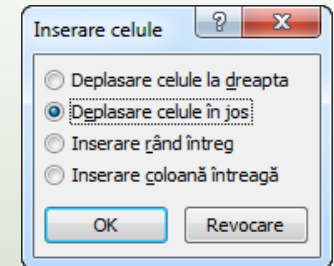 Inserare celule
Deplasare celule la dreapta
Deplasare celule în jos
Inserare rând întreg
Inserare coloană întreagă
OK Revocare